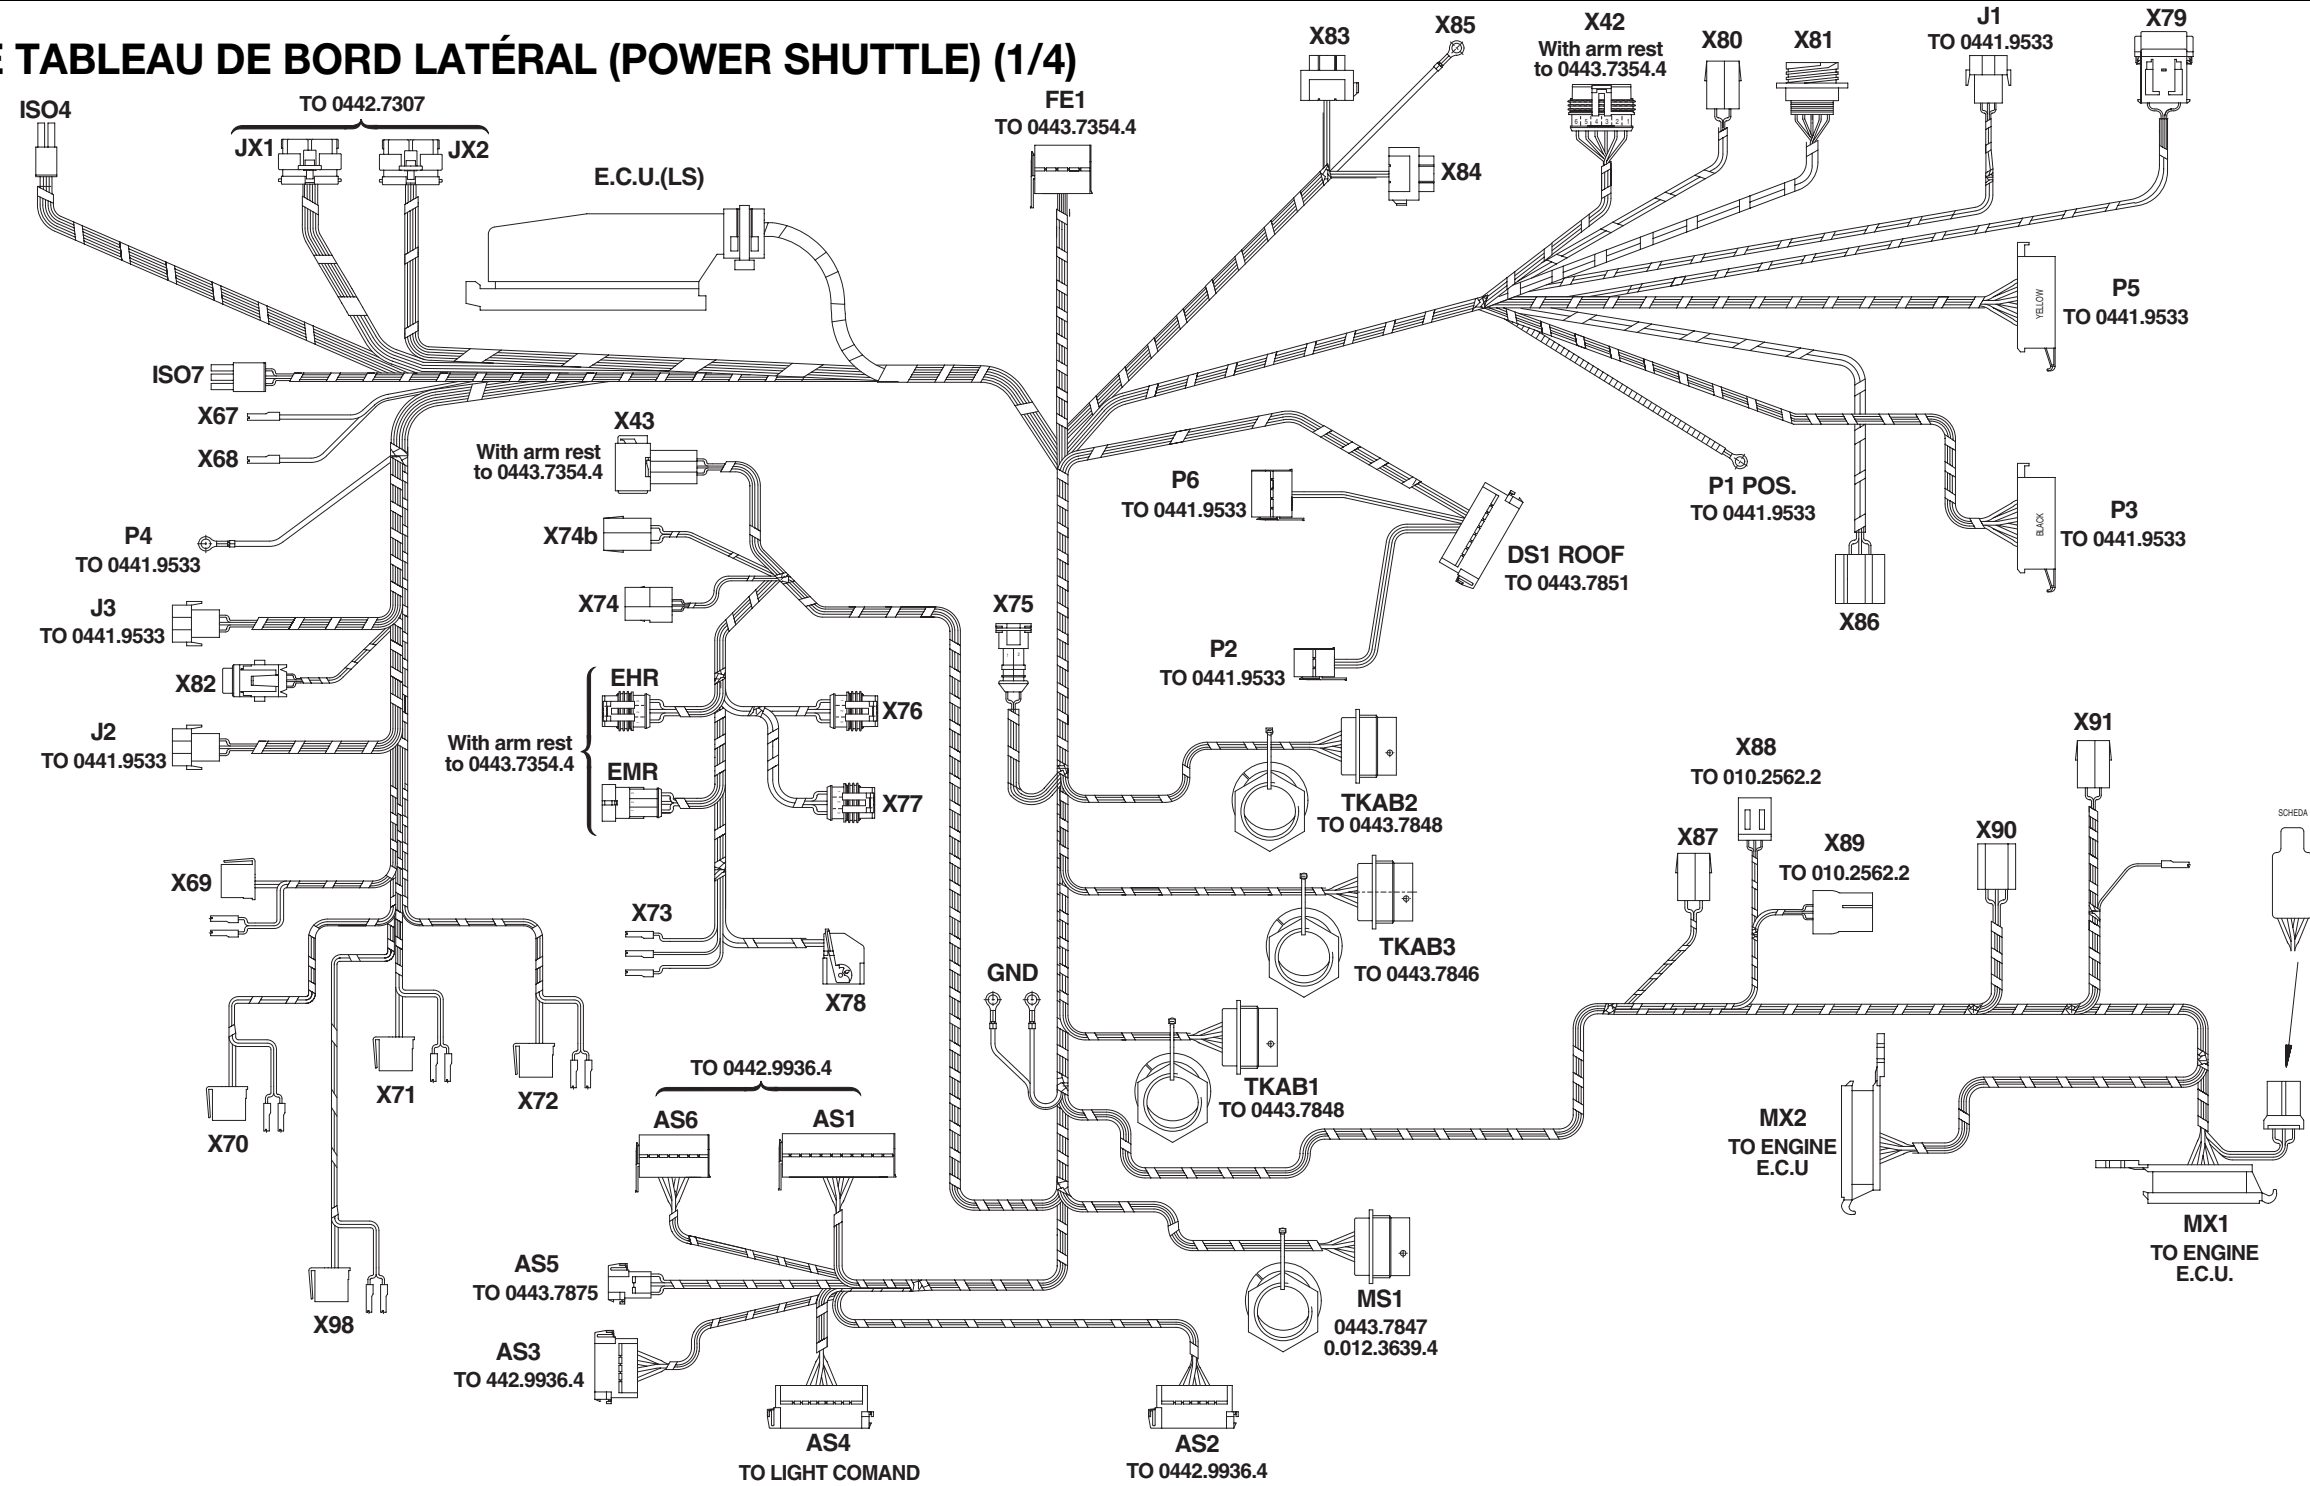 E TABLEAU DE BORD LATÉRAL (POWER SHUTTLE) (1/4)
ISO4
TO 0442.7307
JX1
JX2
E.C.U.(LS)
FE1
TO 0443.7354.4
X83
X85
X84
X42
With arm rest
to 0443.7354.4
6 5 4 3 2 1
X80
X81
J1
TO 0441.9533
X79
YELLOW
P5
TO 0441.9533
ISO7
X67
X68
P4
TO 0441.9533
J3
TO 0441.9533
X82
J2
TO 0441.9533
X43
With arm rest
to 0443.7354.4
X74b
X74
EHR
With arm rest
to 0443.7354.4
EMR
X76
X77
X73
X78
X75
P6
TO 0441.9533
DS1 ROOF
TO 0443.7851
P2
TO 0441.9533
P1 POS.
TO 0441.9533
BLACK
P3
TO 0441.9533
X86
TKAB2
TO 0443.7848
TKAB3
TO 0443.7846
GND
TKAB1
TO 0443.7848
X69
X70
X71
X72
X98
TO 0442.9936.4
AS6
AS1
AS5
TO 0443.7875
AS3
TO 442.9936.4
AS4
TO LIGHT COMAND
AS2
TO 0442.9936.4
MS1
0443.7847
0.012.3639.4
X88
TO 010.2562.2
X87
X89
TO 010.2562.2
X90
X91
SCHEDA
MX2
TO ENGINE
E.C.U
MX1
TO ENGINE
E.C.U.